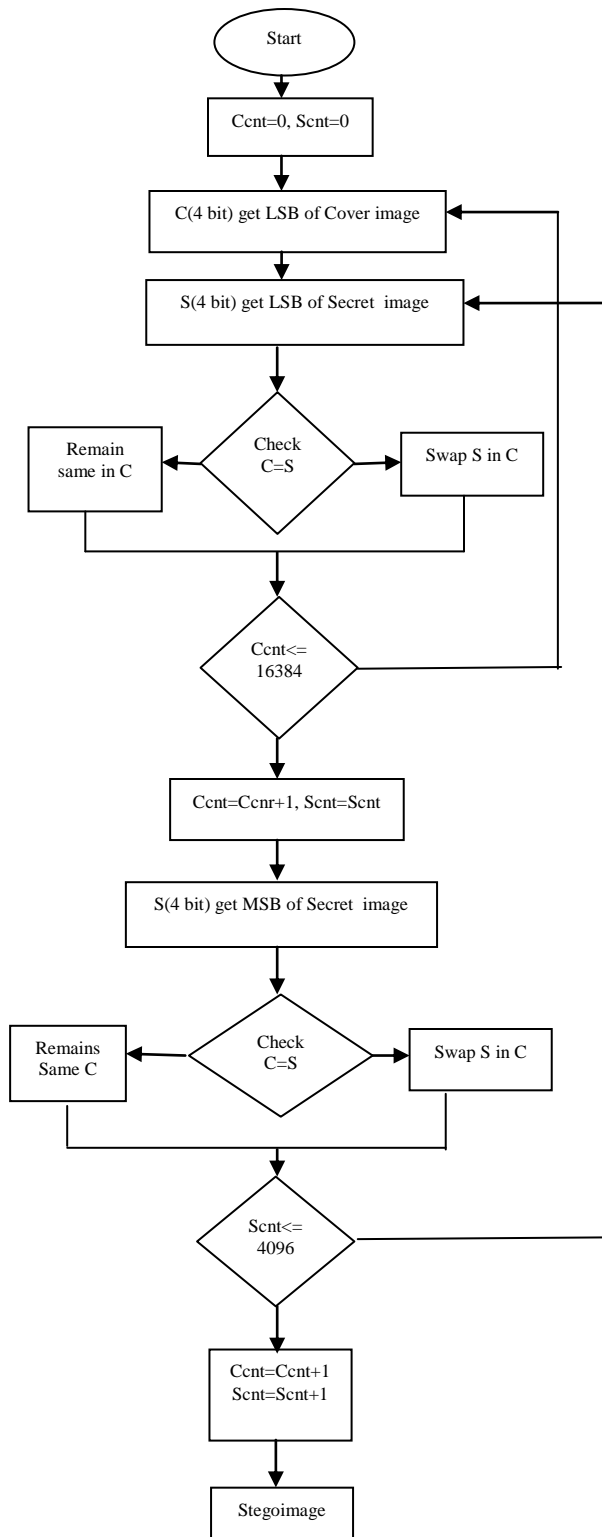 Start
Ccnt=0, Scnt=0
C(4 bit) get LSB of Cover image
S(4 bit) get LSB of Secret  image
Remain
same in C
Check
C=S
Swap S in C
Ccnt<=
16384
Ccnt=Ccnr+1, Scnt=Scnt
S(4 bit) get MSB of Secret  image
Remains
Same C
Check
C=S
Swap S in C
Scnt<=
4096
Ccnt=Ccnt+1
Scnt=Scnt+1
Stegoimage